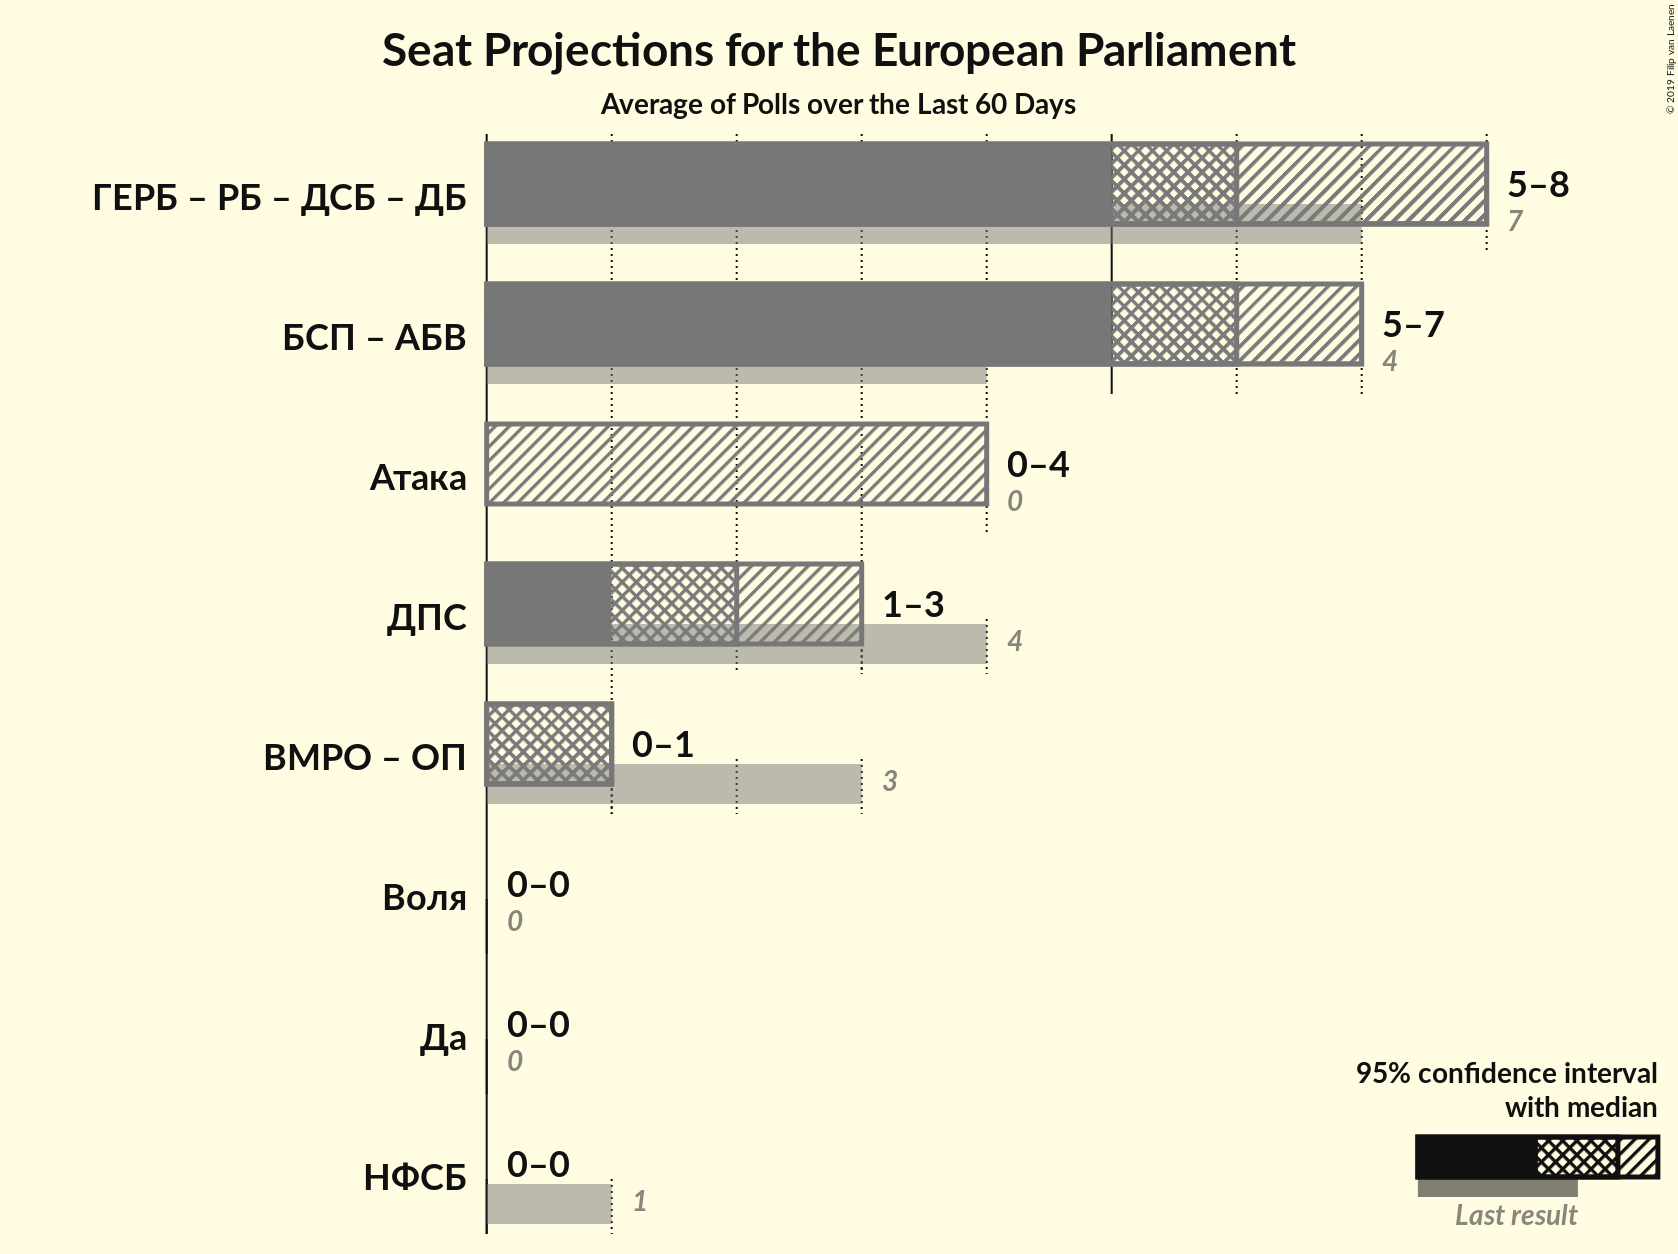 Seat Projections for the European Parliament
Average of Polls over the Last 60 Days
© 2019 Filip van Laenen
ГЕРБ – РБ – ДСБ – ДБ
5–8
7
БСП – АБВ
5–7
4
Атака
0–4
0
ДПС
1–3
4
ВМРО – ОП
0–1
3
Воля
0–0
0
Да
0–0
0
НФСБ
0–0
1
95% confidence interval
with median
Last result